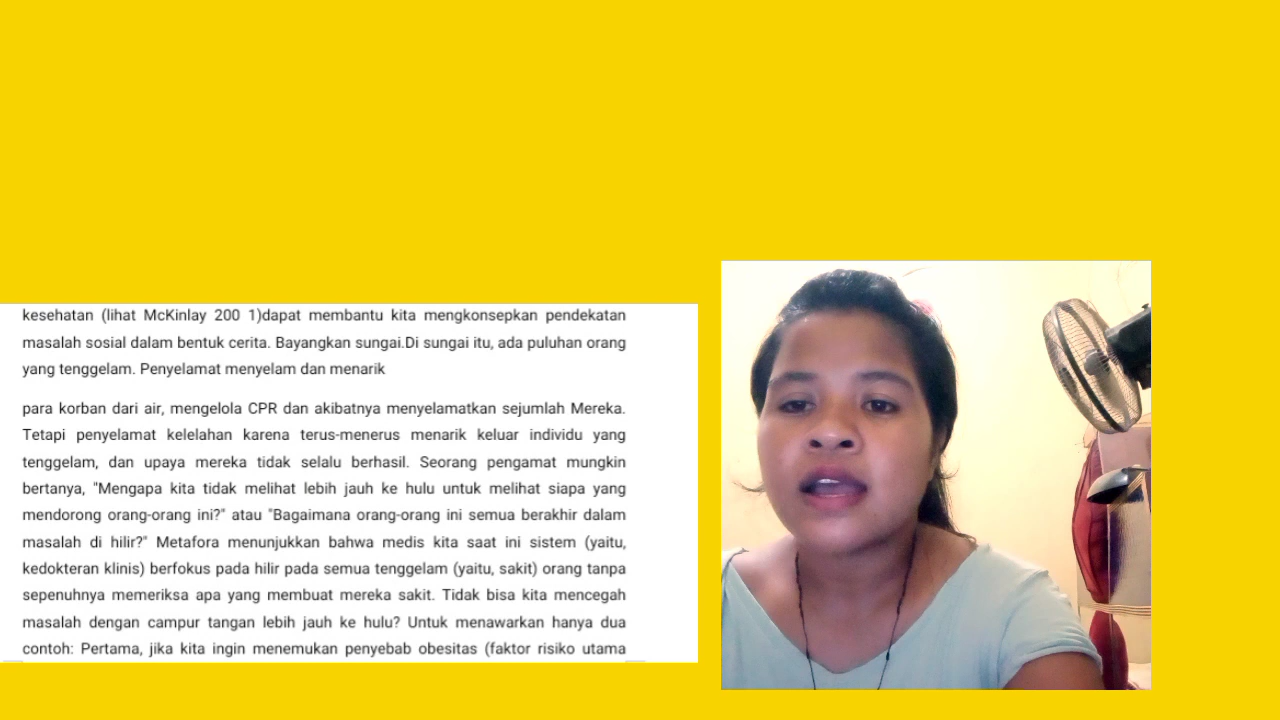 kesehatan (lihat McKinlay 200 1)dapat membantu kita mengkonsepkan pendekatan
masalah sosial dalam bentuk cerita. Bayangkan sungai.Di sungai itu, ada puluhan orang
yang tenggelam. Penyelamat menyelam dan menarik
para korban dari air, mengelola CPR dan akibatnya menyelamatkan sejumlah Mereka.
Tetapi penyelamat kelelahan karena terus-menerus menarik keluar individu yang
tenggelam, dan upaya mereka tidak selalu berhasil. Seorang pengamat mungkin
bertanya, "Mengapa kita tidak melihat lebih jauh ke hulu untuk melihat siapa yang
mendorong orang-orang ini?" atau "Bagaimana orang-orang ini semua berakhir dalam
masalah di hilir?" Metafora menunjukkan bahwa medis kita saat ini sistem (yaitu,
kedokteran klinis) berfokus pada hilir pada semua tenggelam (yaitu, sakit) orang tanpa
sepenuhnya memeriksa apa yang membuat mereka sakit. Tidak bisa kita mencegah
masalah dengan campur tangan lebih jauh ke hulu? Untuk menawarkan hanya dua
contoh: Pertama, jika kita ingin menemukan penyebab obesitas (faktor risiko utama